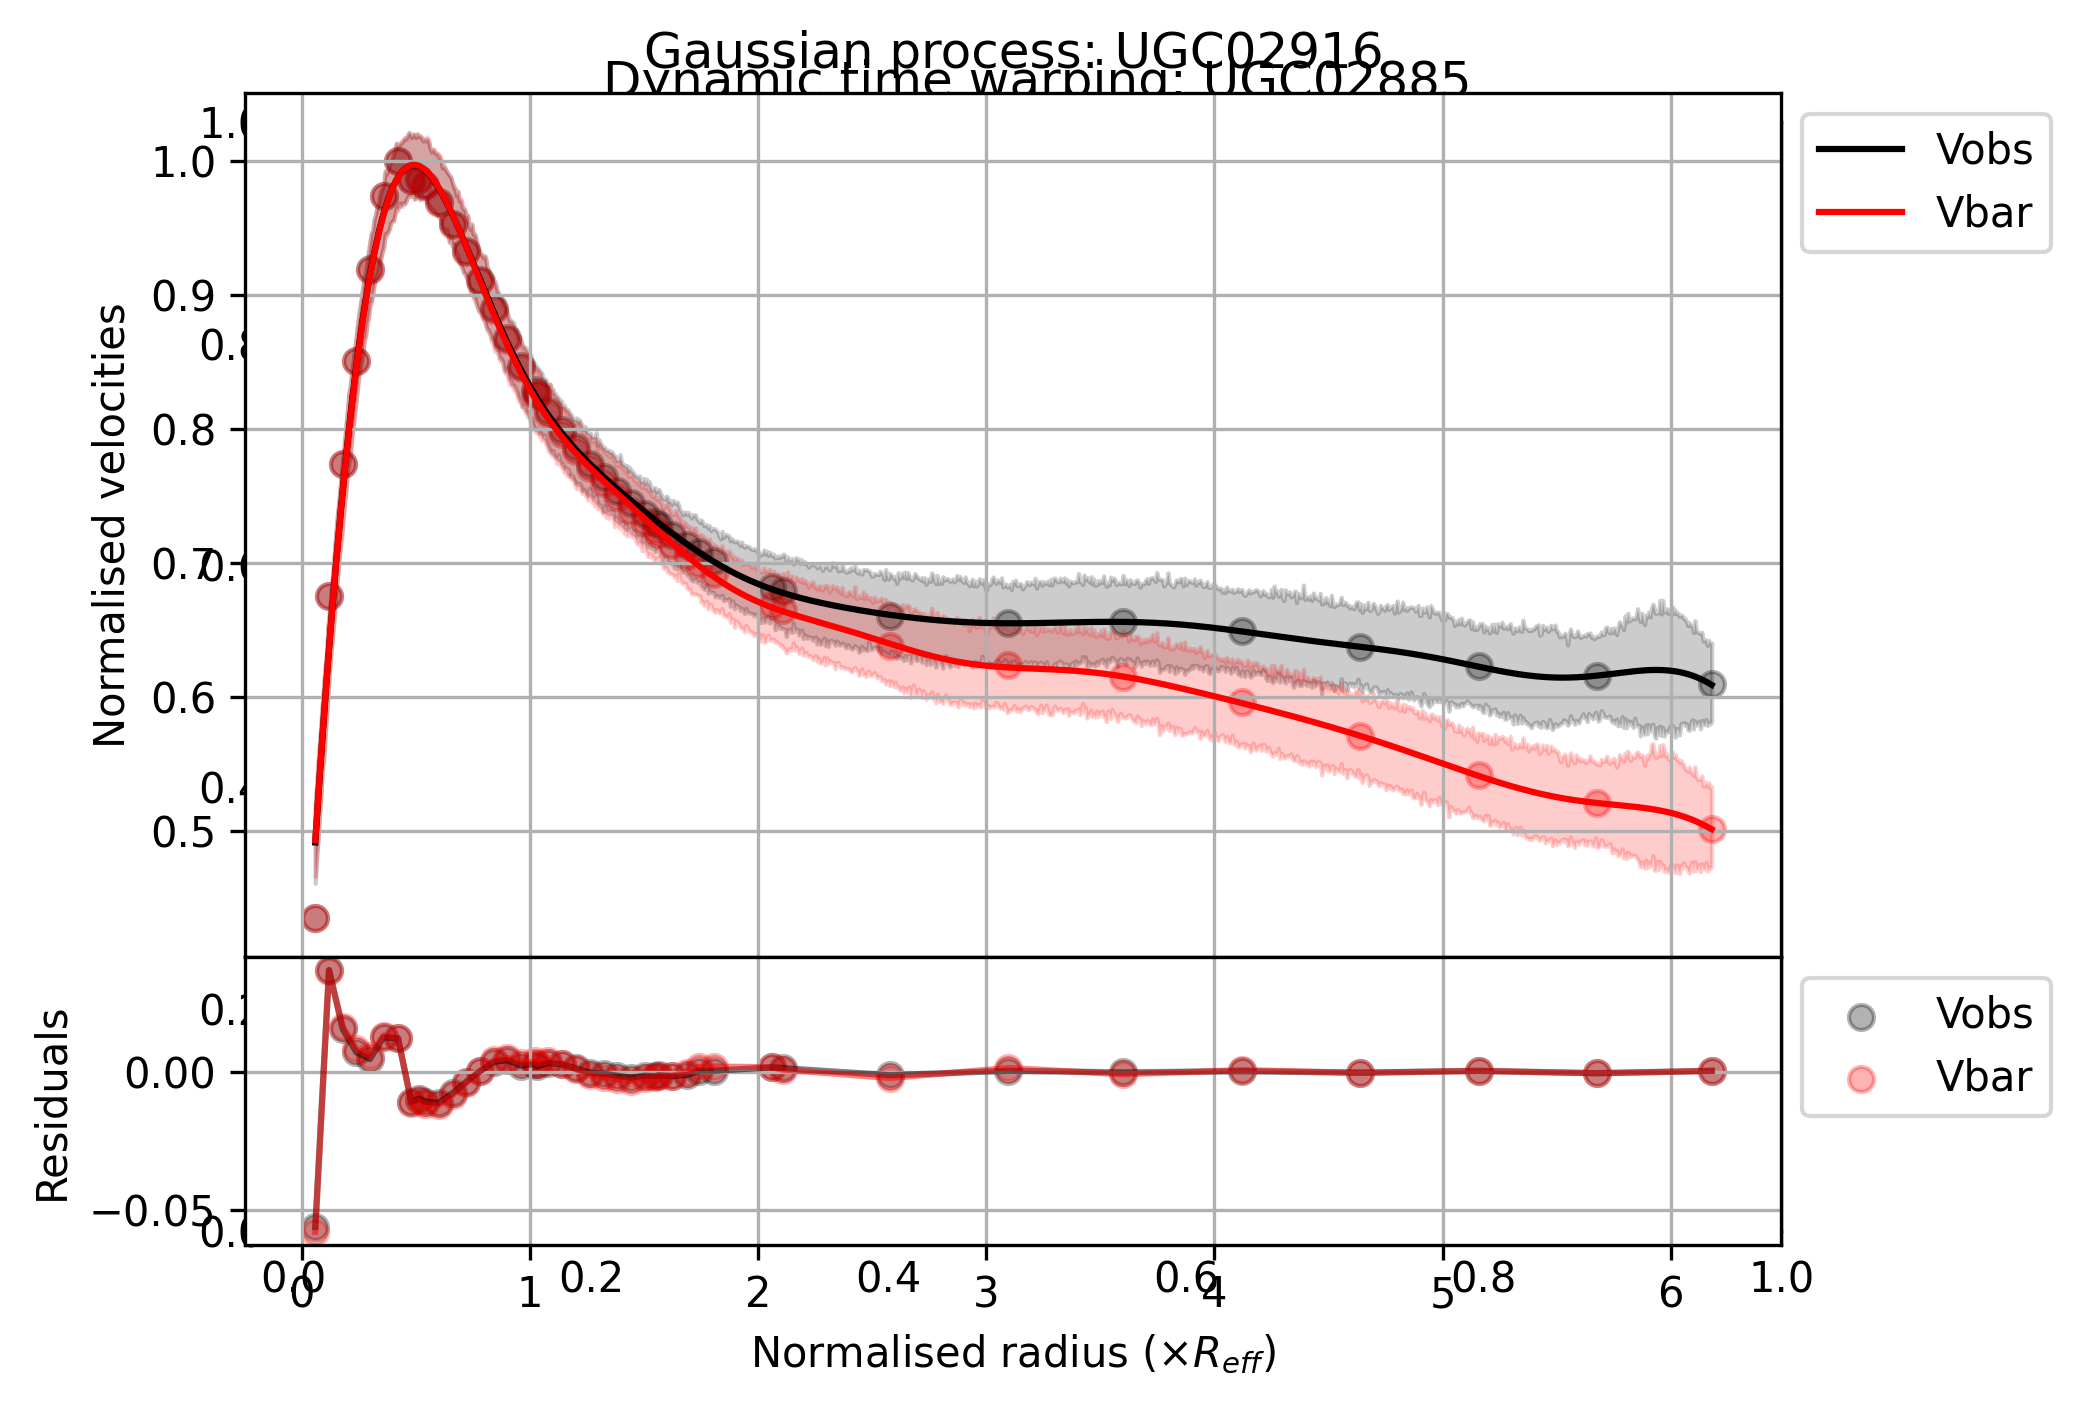 Gaussian process: UGC02916
Dynamic time warping: UGC02885
Normalised velocities
1.0
0.9
0.8
0.7
0.6
0.5
Vobs
Vbar
Residuals
0.00
−0.05
Vobs
Vbar
0.0
0.2
0.4
0.6
0.8
1.0
0
1
2
3
4
5
6
Normalised radius (×R_eff)